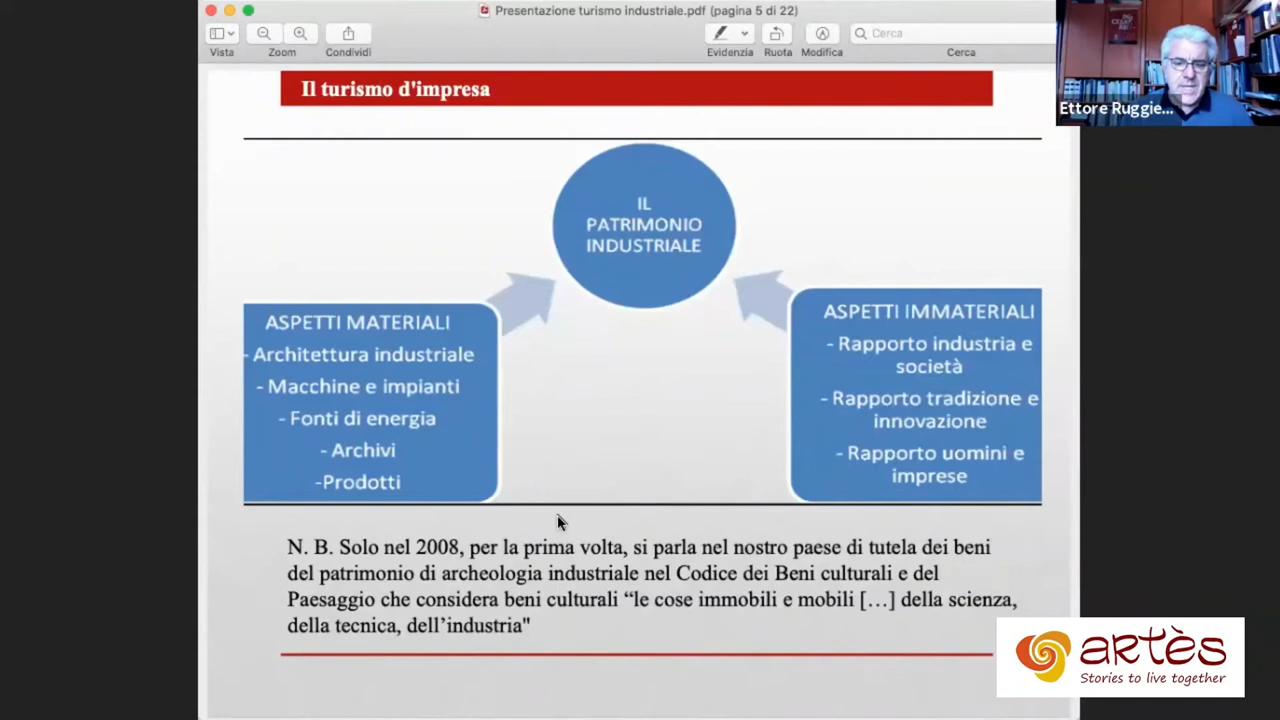 Presentazione turismo industriale.pdf (pagina 5 di 22)
Vista
Zoom
Condividi
Evidenzia
Ruota
Modifica
Cerca
Cerca
Ettore Ruggie...
Il turismo d'impresa
IL
PATRIMONIO
INDUSTRIALE
ASPETTI MATERIALI
- Architettura industriale
- Macchine e impianti
- Fonti di energia
- Archivi
-Prodotti
ASPETTI IMMATERIALI
- Rapporto industria e
società
- Rapporto tradizione e
innovazione
- Rapporto uomini e
imprese
N. B. Solo nel 2008, per la prima volta, si parla nel nostro paese di tutela dei beni
del patrimonio di archeologia industriale nel Codice dei Beni culturali e del
Paesaggio che considera beni culturali “le cose immobili e mobili […] della scienza,
della tecnica, dell’industria"
artès
Stories to live together